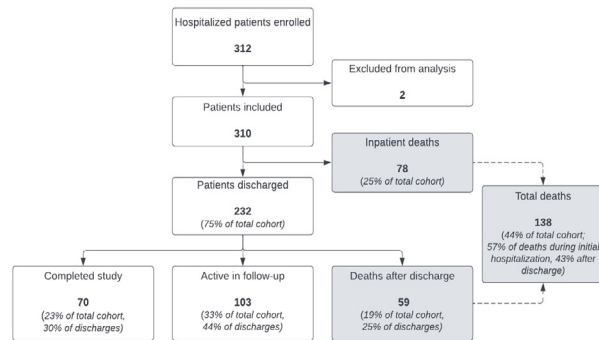 Hospitalized patients enrolled
312
Excluded from analysis
2
Patients included
310
Inpatient deaths
78
(25% of total cohort)
Patients discharged
232
(75% of total cohort)
Total deaths
138
(44% of total cohort;
57% of deaths during initial
hospitalization, 43% after
discharge)
Completed study
70
(23% of total cohort,
30% of discharges)
Active in follow-up
103
(33% of total cohort,
44% of discharges)
Deaths after discharge
59
(19% of total cohort,
25% of discharges)